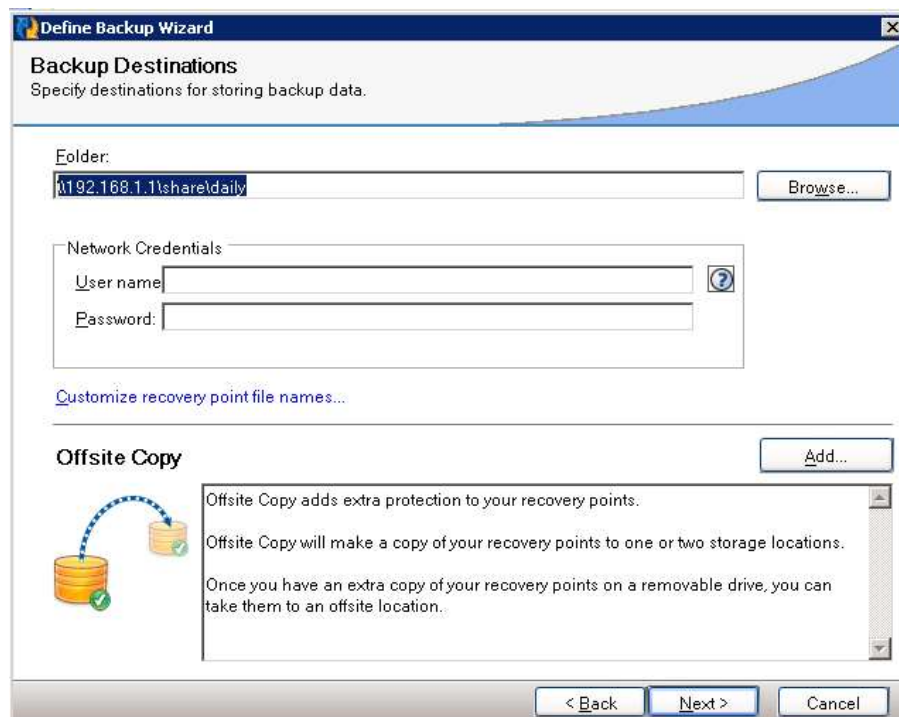 Define Backup Wizard
Backup Destinations
Specify destinations for storing backup data.
Folder:
\\192.168.1.1\share\daily
Browse...
Network Credentials
User name
Password:
Customize recovery point file names...
Offsite Copy
Add...
Offsite Copy adds extra protection to your recovery points.
Offsite Copy will make a copy of your recovery points to one or two storage locations.
Once you have an extra copy of your recovery points on a removable drive, you can
take them to an offsite location.
< Back
Next >
Cancel